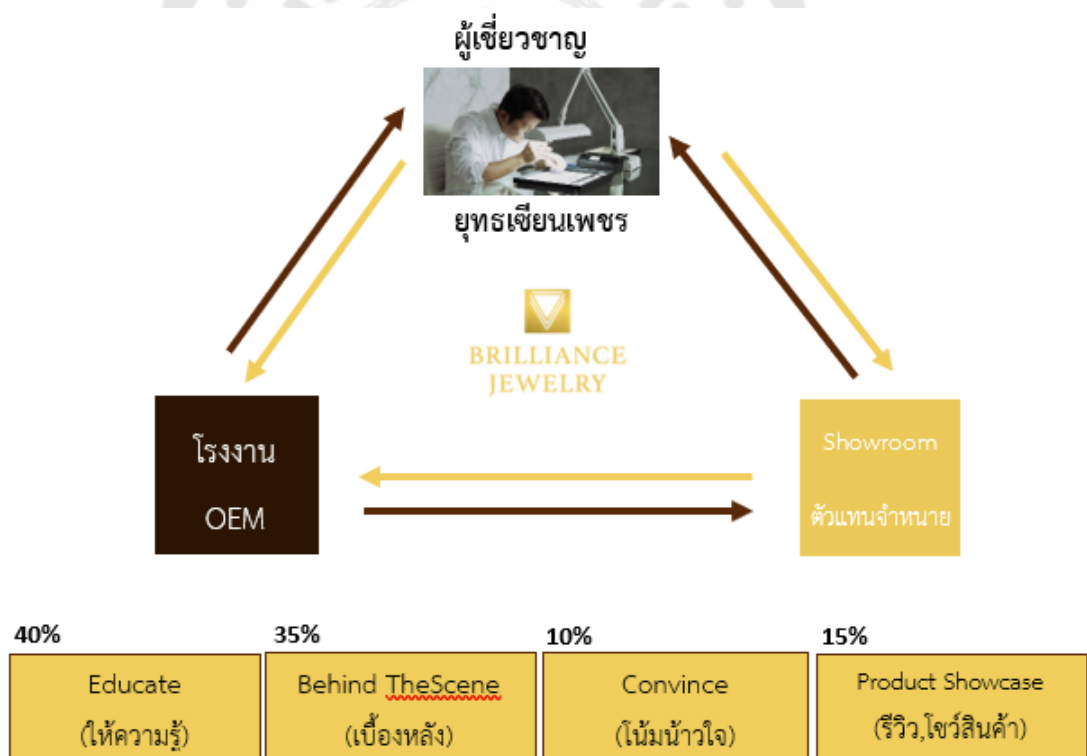 ผู้เชี่ยวชาญ
ยุทธเซียนเพชร
BRILLIANCE
JEWELRY
โรงงาน
OEM
Showroom
ตัวแทนจำหน่าย
40%
35%
10%
15%
Educate
(ให้ความรู้)
Behind TheScene
(เบื้องหลัง)
Convince
(โน้มน้าวใจ)
Product Showcase
(รีวิว,โชว์สินค้า)